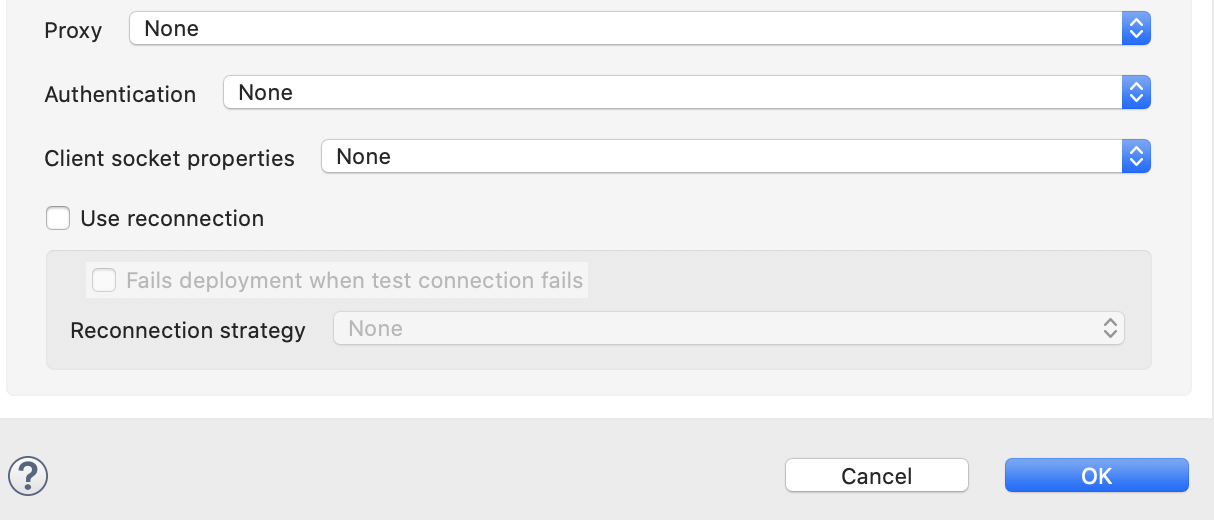 Proxy None
Authentication None
Client socket properties None
Use reconnection
Fails deployment when test connection fails
Reconnection strategy None
? Cancel OK